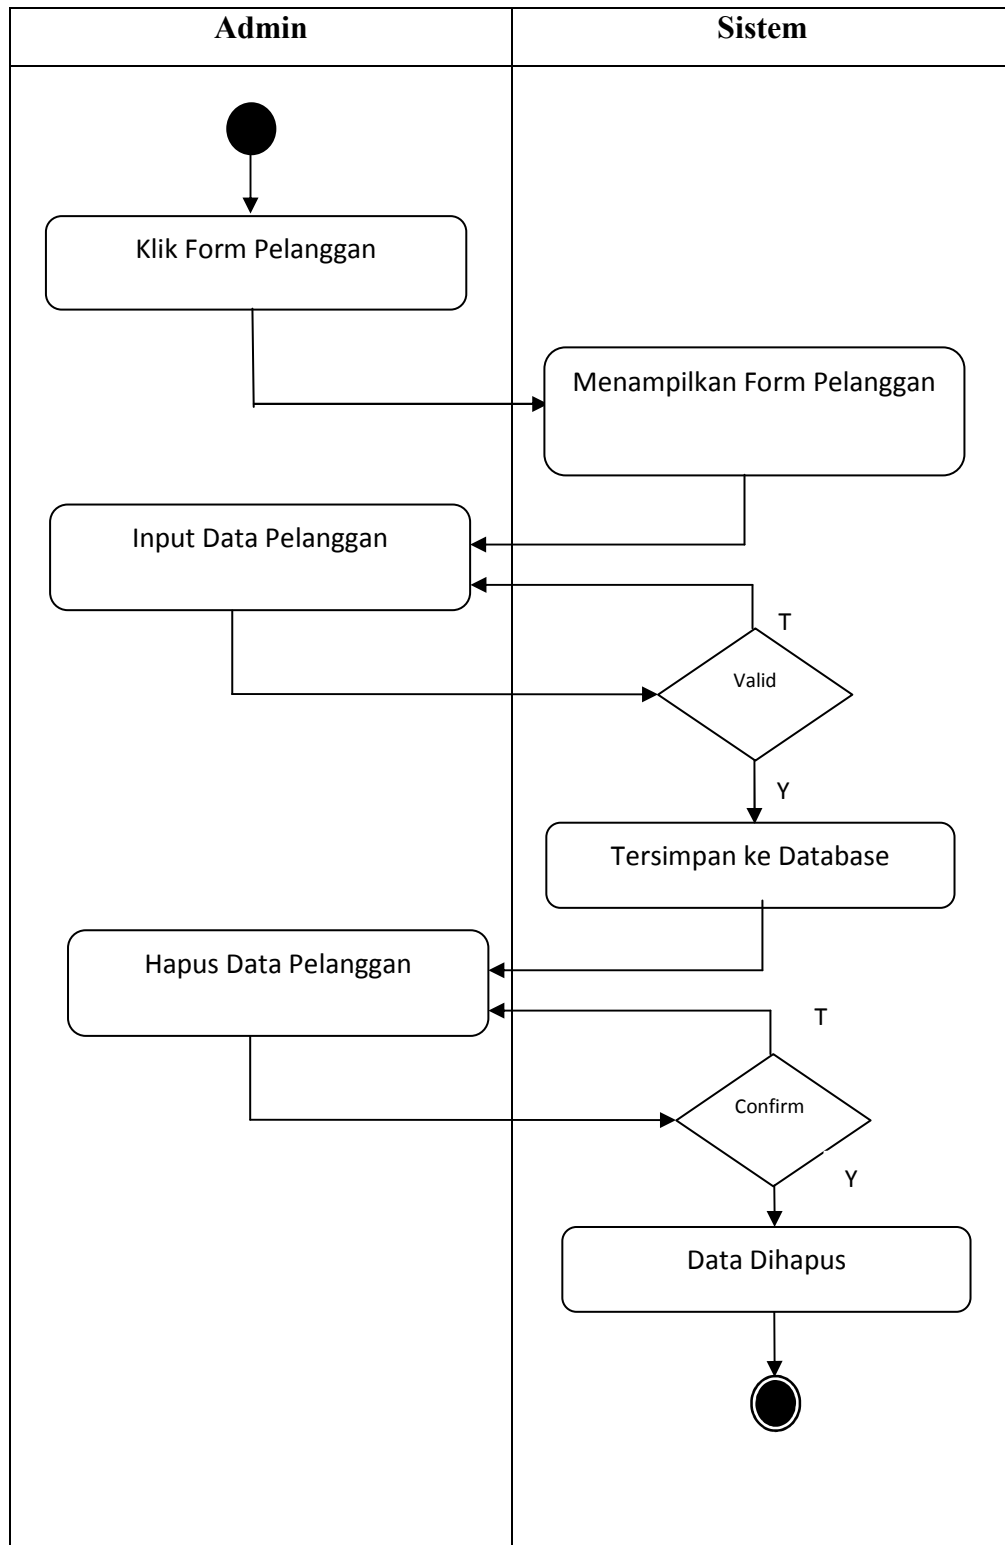 Admin
Sistem
Klik Form Pelanggan
Menampilkan Form Pelanggan
Input Data Pelanggan
T
Valid
Y
Tersimpan ke Database
Hapus Data Pelanggan
T
Confirm
Y
Data Dihapus